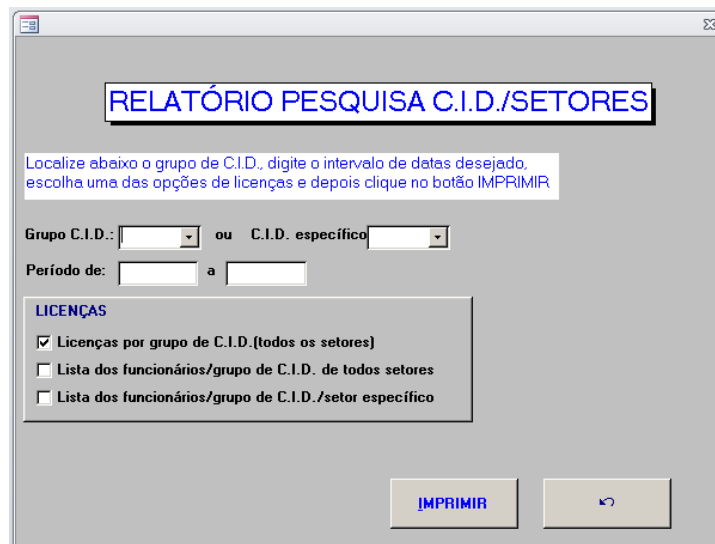 RELATÓRIO PESQUISA C.I.D./SETORES
Localize abaixo o grupo de C.I.D., digite o intervalo de datas desejado,
escolha uma das opções de licenças e depois clique no botão IMPRIMIR
Grupo C.I.D.: ou C.I.D. específico
Período de: a
LICENÇAS
Licenças por grupo de C.I.D.(todos os setores)
Lista dos funcionários/grupo de C.I.D. de todos setores
Lista dos funcionários/grupo de C.I.D./setor específico
IMPRIMIR